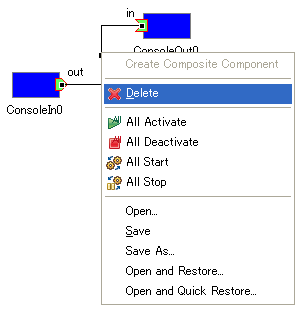 in
ConsoleOut0
out
ConsoleIn0
Create Composite Component
Delete
All Activate
All Deactivate
All Start
All Stop
Open...
Save
Save As...
Open and Restore...
Open and Quick Restore...